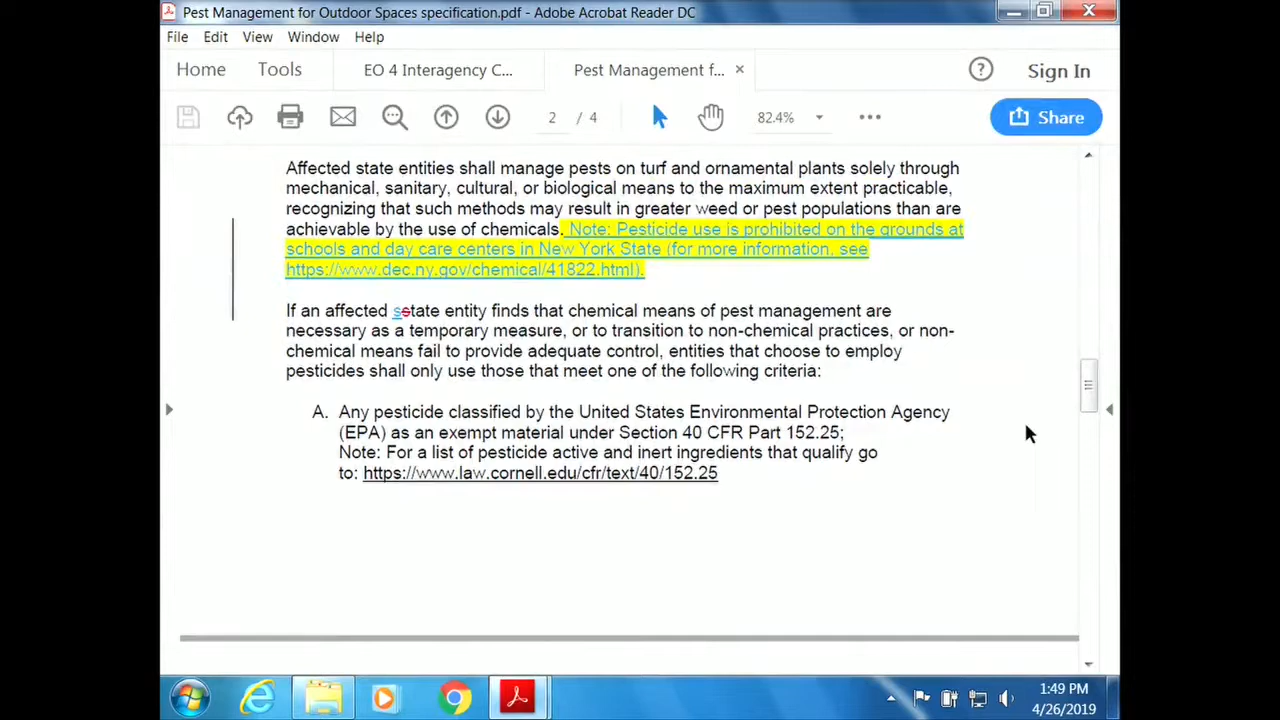 Pest Management for Outdoor Spaces specification.pdf - Adobe Acrobat Reader DC
File Edit View Window Help
Home Tools EO 4 Interagency C... Pest Management f... × ? Sign In
2 / 4 82.4% Share
Affected state entities shall manage pests on turf and ornamental plants solely through
mechanical, sanitary, cultural, or biological means to the maximum extent practicable,
recognizing that such methods may result in greater weed or pest populations than are
achievable by the use of chemicals. Note: Pesticide use is prohibited on the grounds at
schools and day care centers in New York State (for more information, see
https://www.dec.ny.gov/chemical/41822.html).
If an affected sstate entity finds that chemical means of pest management are
necessary as a temporary measure, or to transition to non-chemical practices, or non-
chemical means fail to provide adequate control, entities that choose to employ
pesticides shall only use those that meet one of the following criteria:
A. Any pesticide classified by the United States Environmental Protection Agency
(EPA) as an exempt material under Section 40 CFR Part 152.25;
Note: For a list of pesticide active and inert ingredients that qualify go
to: https://www.law.cornell.edu/cfr/text/40/152.25
1:49 PM
4/26/2019